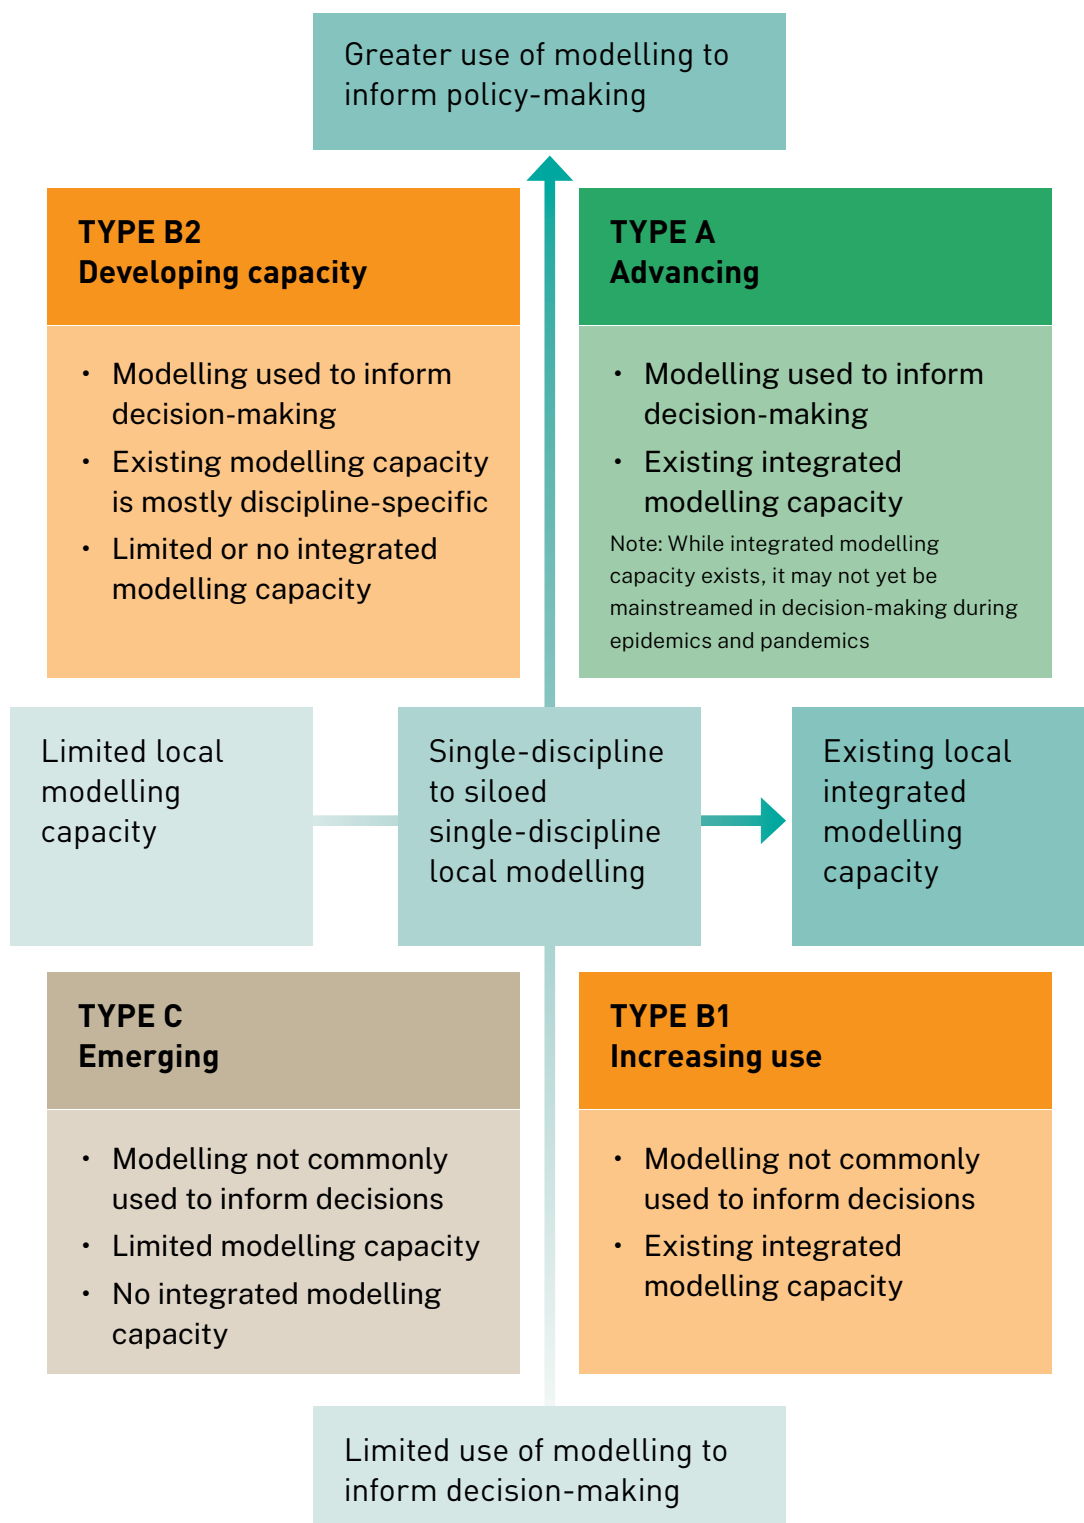 Greater use of modelling to
inform policy-making
TYPE B2
Developing capacity
• Modelling used to inform
decision-making
• Existing modelling capacity
is mostly discipline-specific
• Limited or no integrated
modelling capacity
TYPE A
Advancing
• Modelling used to inform
decision-making
• Existing integrated
modelling capacity
Note: While integrated modelling
capacity exists, it may not yet be
mainstreamed in decision-making during
epidemics and pandemics
Limited local
modelling
capacity
Single-discipline
to siloed
single-discipline
local modelling
Existing local
integrated
modelling
capacity
TYPE C
Emerging
• Modelling not commonly
used to inform decisions
• Limited modelling capacity
• No integrated modelling
capacity
TYPE B1
Increasing use
• Modelling not commonly
used to inform decisions
• Existing integrated
modelling capacity
Limited use of modelling to
inform decision-making